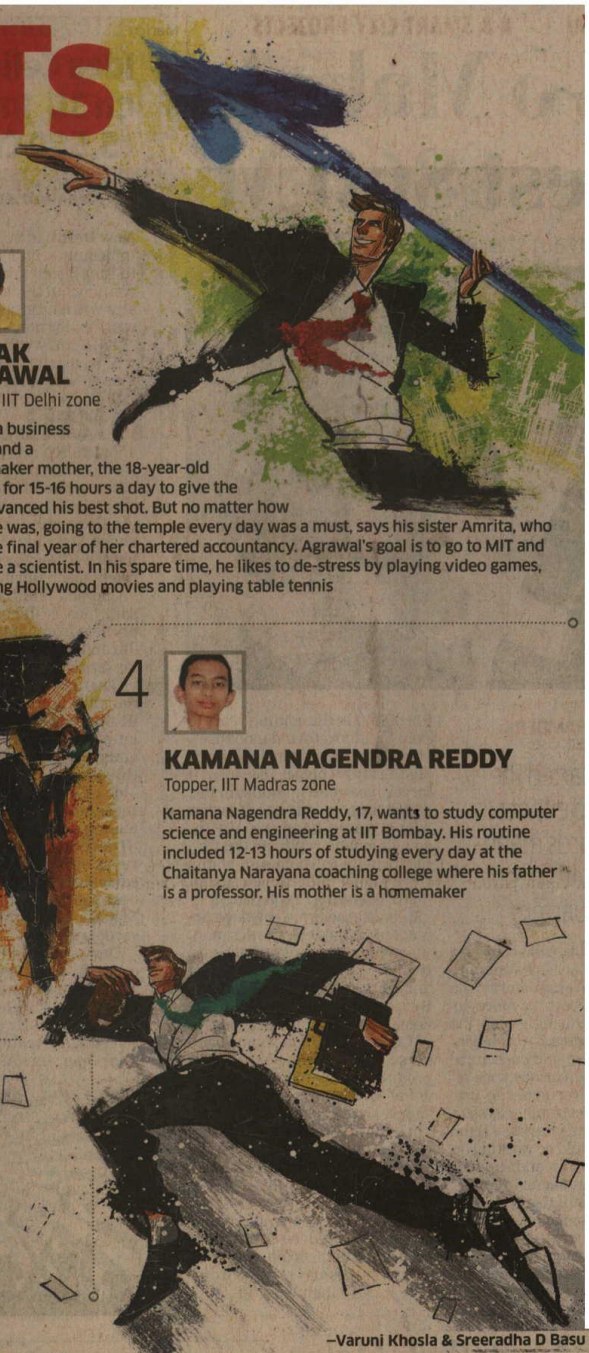 Ts
AK
AWAL
IIT Delhi zone
a business
and a
aker mother, the 18-year-old
for 15-16 hours a day to give the
vanced his best shot. But no matter how
e was, going to the temple every day was a must, says his sister Amrita, who
e final year of her chartered accountancy. Agrawal's goal is to go to MIT and
e a scientist. In his spare time, he likes to de-stress by playing video games,
ng Hollywood movies and playing table tennis
4
KAMANA NAGENDRA REDDY
Topper, IIT Madras zone
Kamana Nagendra Reddy, 17, wants to study computer
science and engineering at IIT Bombay. His routine
included 12-13 hours of studying every day at the
Chaitanya Narayana coaching college where his father
is a professor. His mother is a homemaker
—Varuni Khosla & Sreeradha D Basu